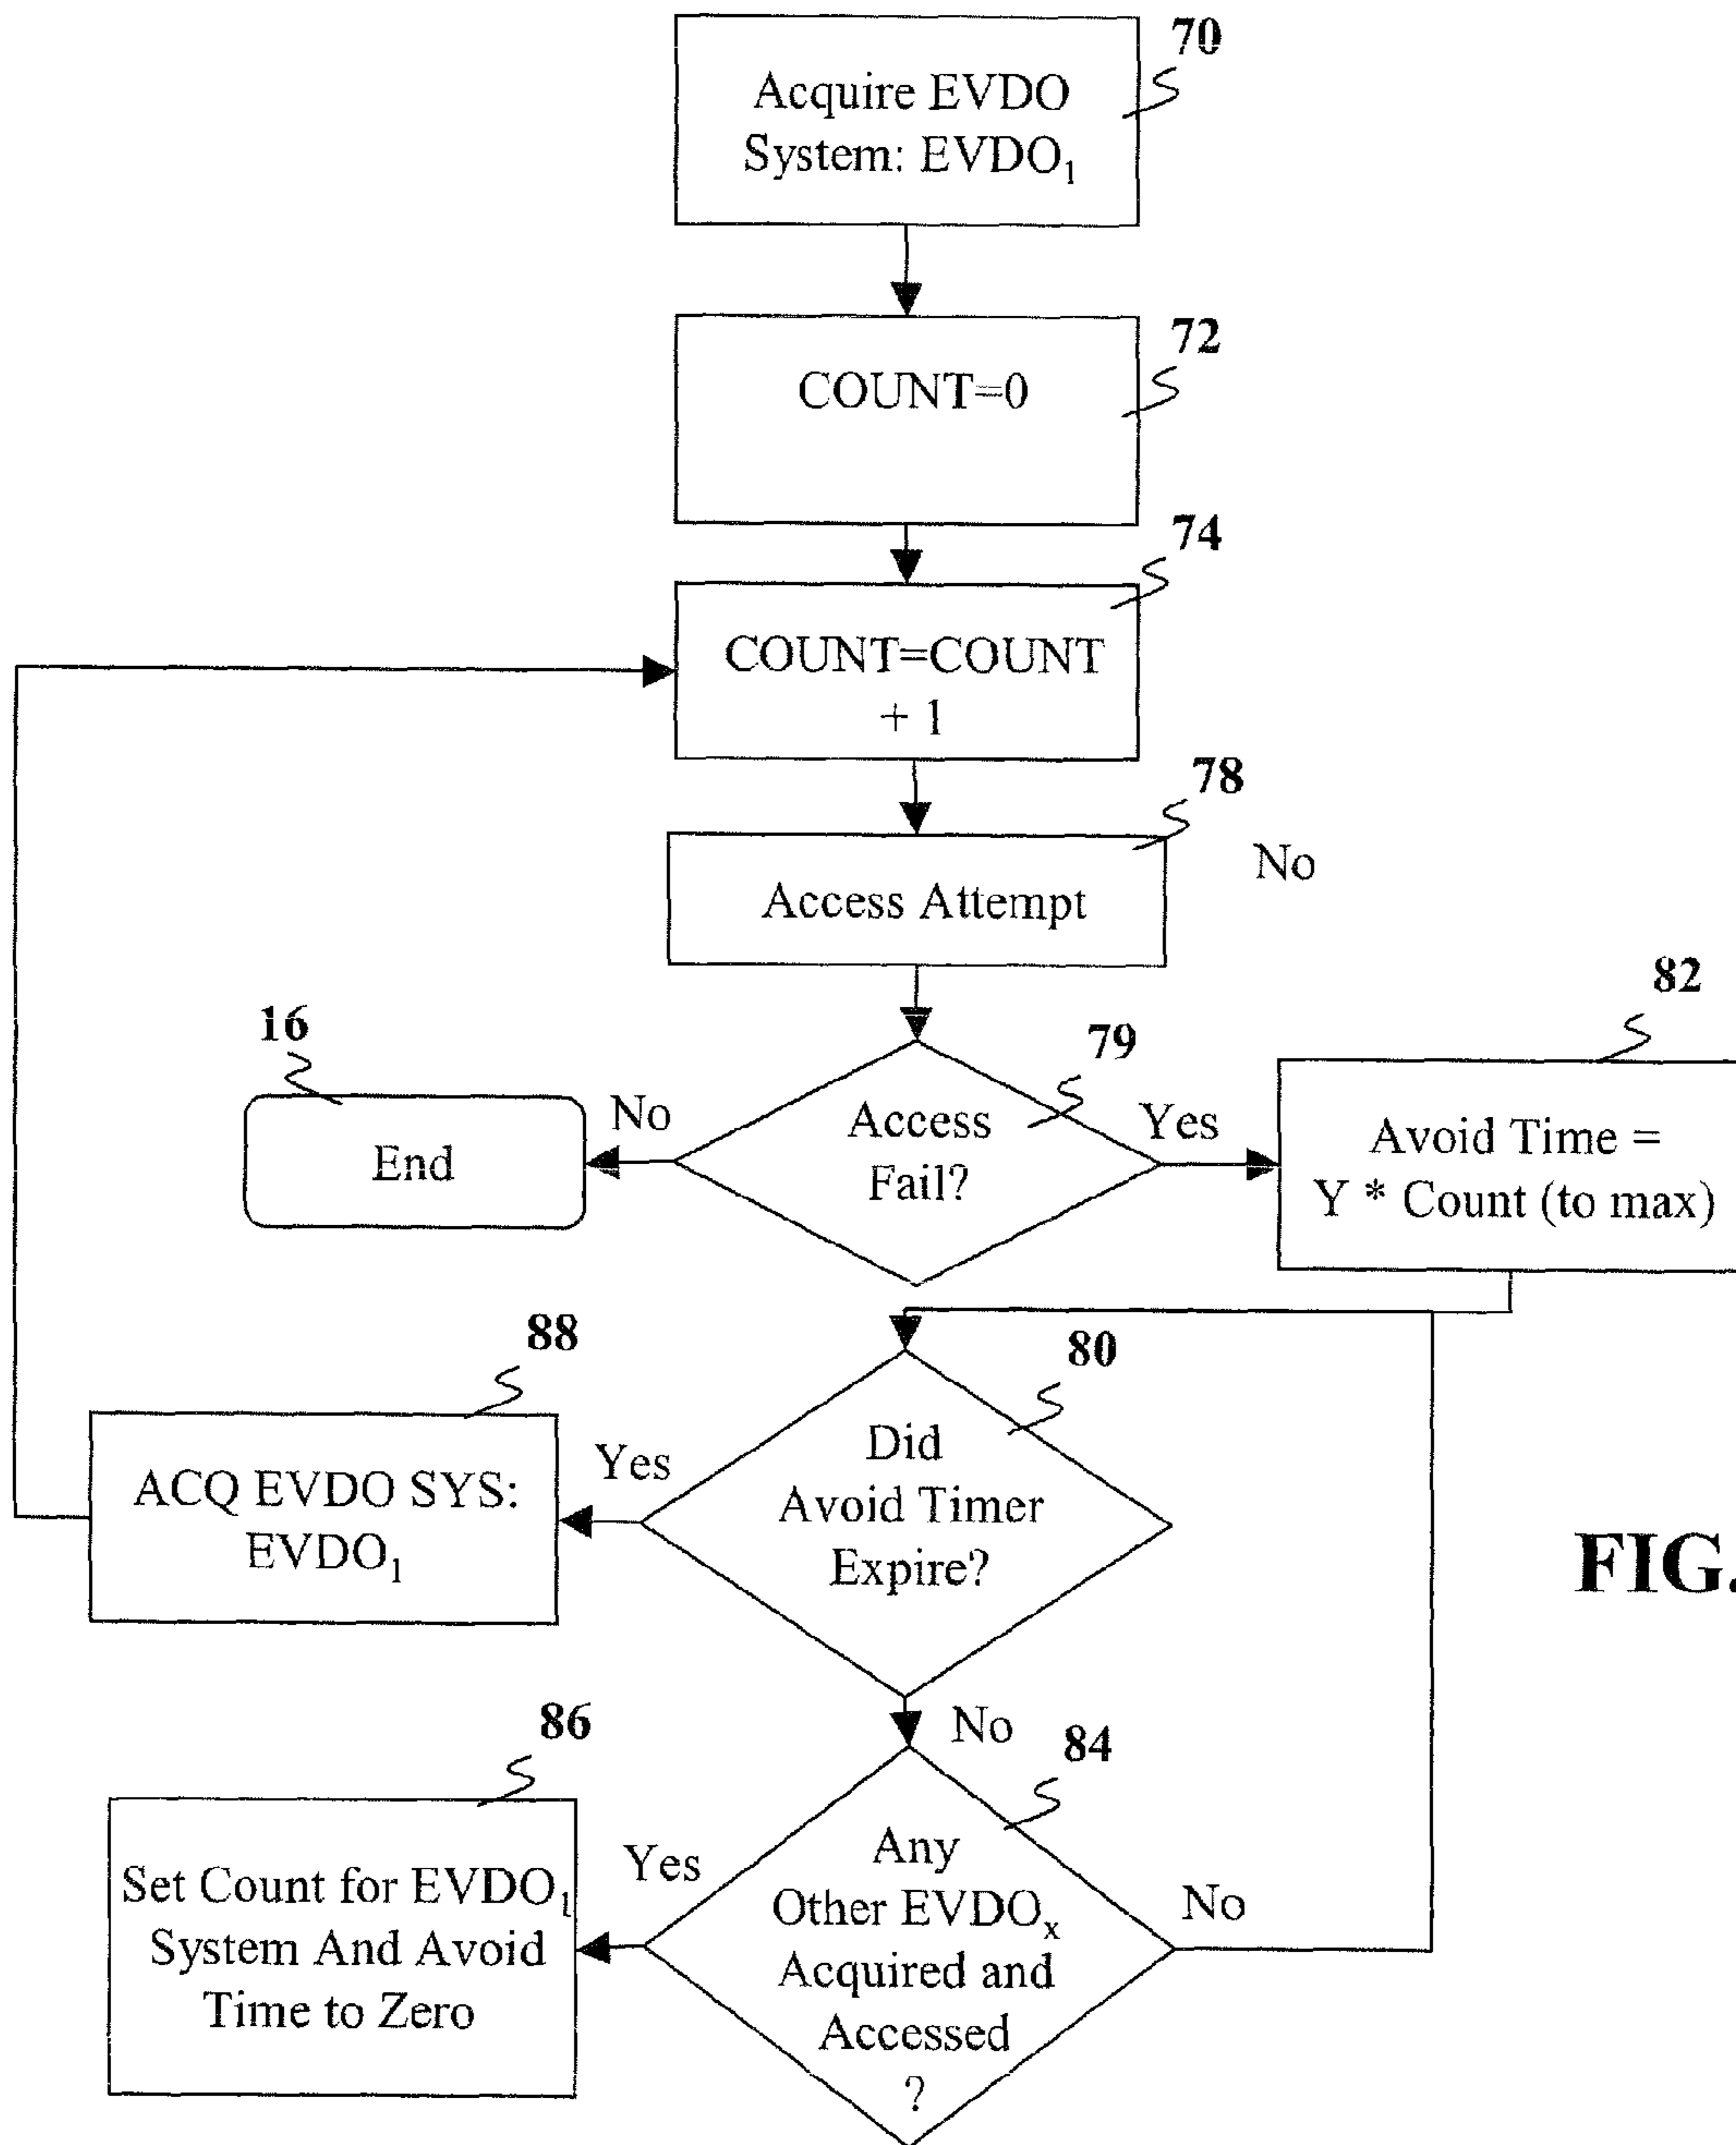 70
Acquire EVDO
System: EVDO₁
72
COUNT=0
74
COUNT=COUNT
+ 1
78
Access Attempt
No
82
16
End
No
79
Access
Fail?
Yes
Avoid Time =
Y * Count (to max)
88
ACQ EVDO SYS:
EVDO₁
Yes
80
Did
Avoid Timer
Expire?
FIG.
No
86
Set Count for EVDO₁
System And Avoid
Time to Zero
Yes
84
Any
Other EVDOₓ
Acquired and
Accessed
?
No